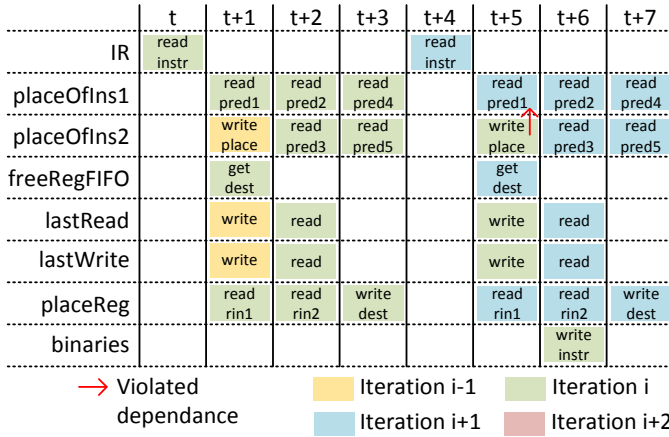 t t+1 t+2 t+3 t+4 t+5 t+6 t+7
IR read instr read instr
placeOfIns1 read pred1 read pred2 read pred4 read pred1 read pred2 read pred4
placeOfIns2 write place read pred3 read pred5 write place read pred3 read pred5
freeRegFIFO get dest get dest
lastRead write read write read
lastWrite write read write read
placeReg read rin1 read rin2 write dest read rin1 read rin2 write dest
binaries write instr
Violated dependance
Iteration i-1 Iteration i
Iteration i+1 Iteration i+2